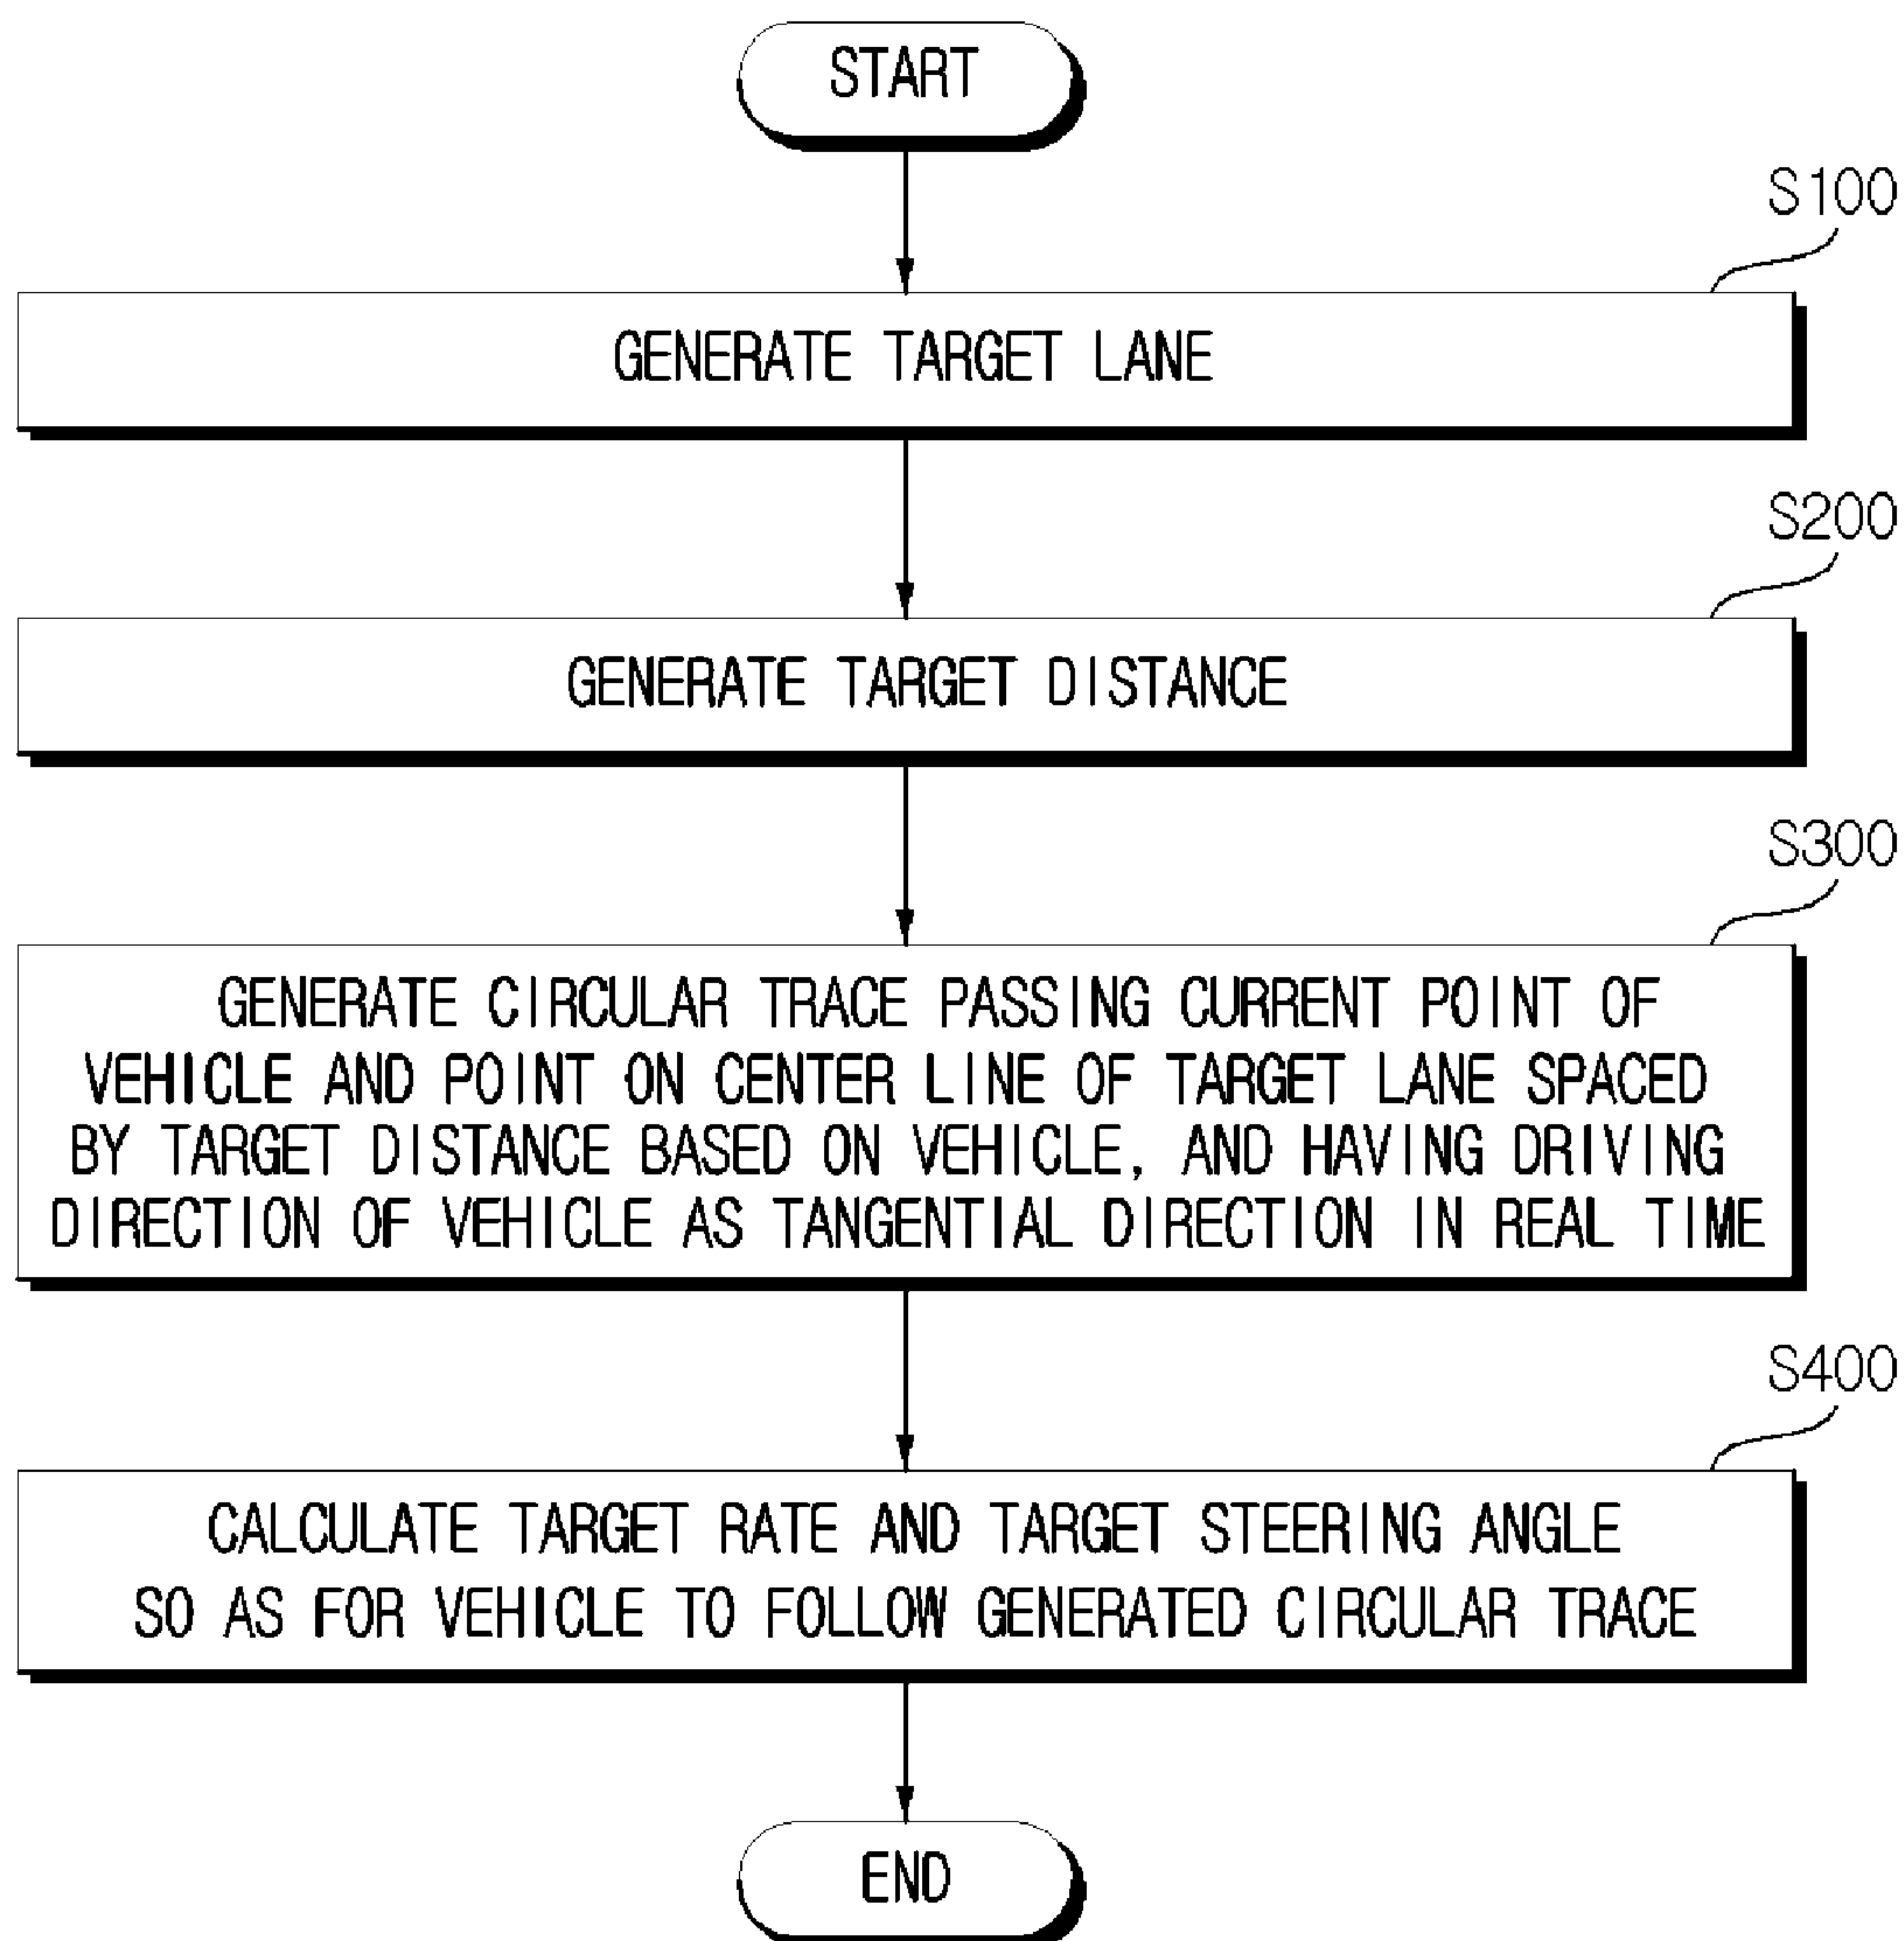 START
S100
GENERATE TARGET LANE
S200
GENERATE TARGET DISTANCE
S300
GENERATE CIRCULAR TRACE PASSING CURRENT POINT OF
VEHICLE AND POINT ON CENTER LINE OF TARGET LANE SPACED
BY TARGET DISTANCE BASED ON VEHICLE, AND HAVING DRIVING
DIRECTION OF VEHICLE AS TANGENTIAL DIRECTION IN REAL TIME
S400
CALCULATE TARGET RATE AND TARGET STEERING ANGLE
SO AS FOR VEHICLE TO FOLLOW GENERATED CIRCULAR TRACE
END